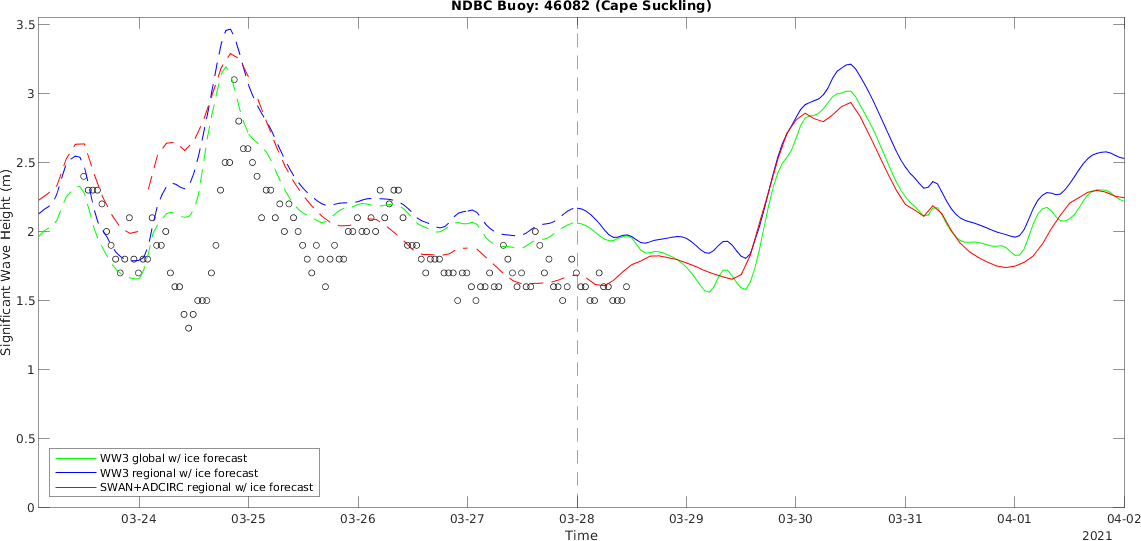 NDBC Buoy: 46082 (Cape Suckling)
3.5
3
2.5
2
1.5
1
0.5
0
Significant Wave Height (m)
WW3 global w/ ice forecast
WW3 regional w/ ice forecast
SWAN+ADCIRC regional w/ ice forecast
03-24 03-25 03-26 03-27 03-28 03-29 03-30 03-31 04-01 04-02
Time
2021